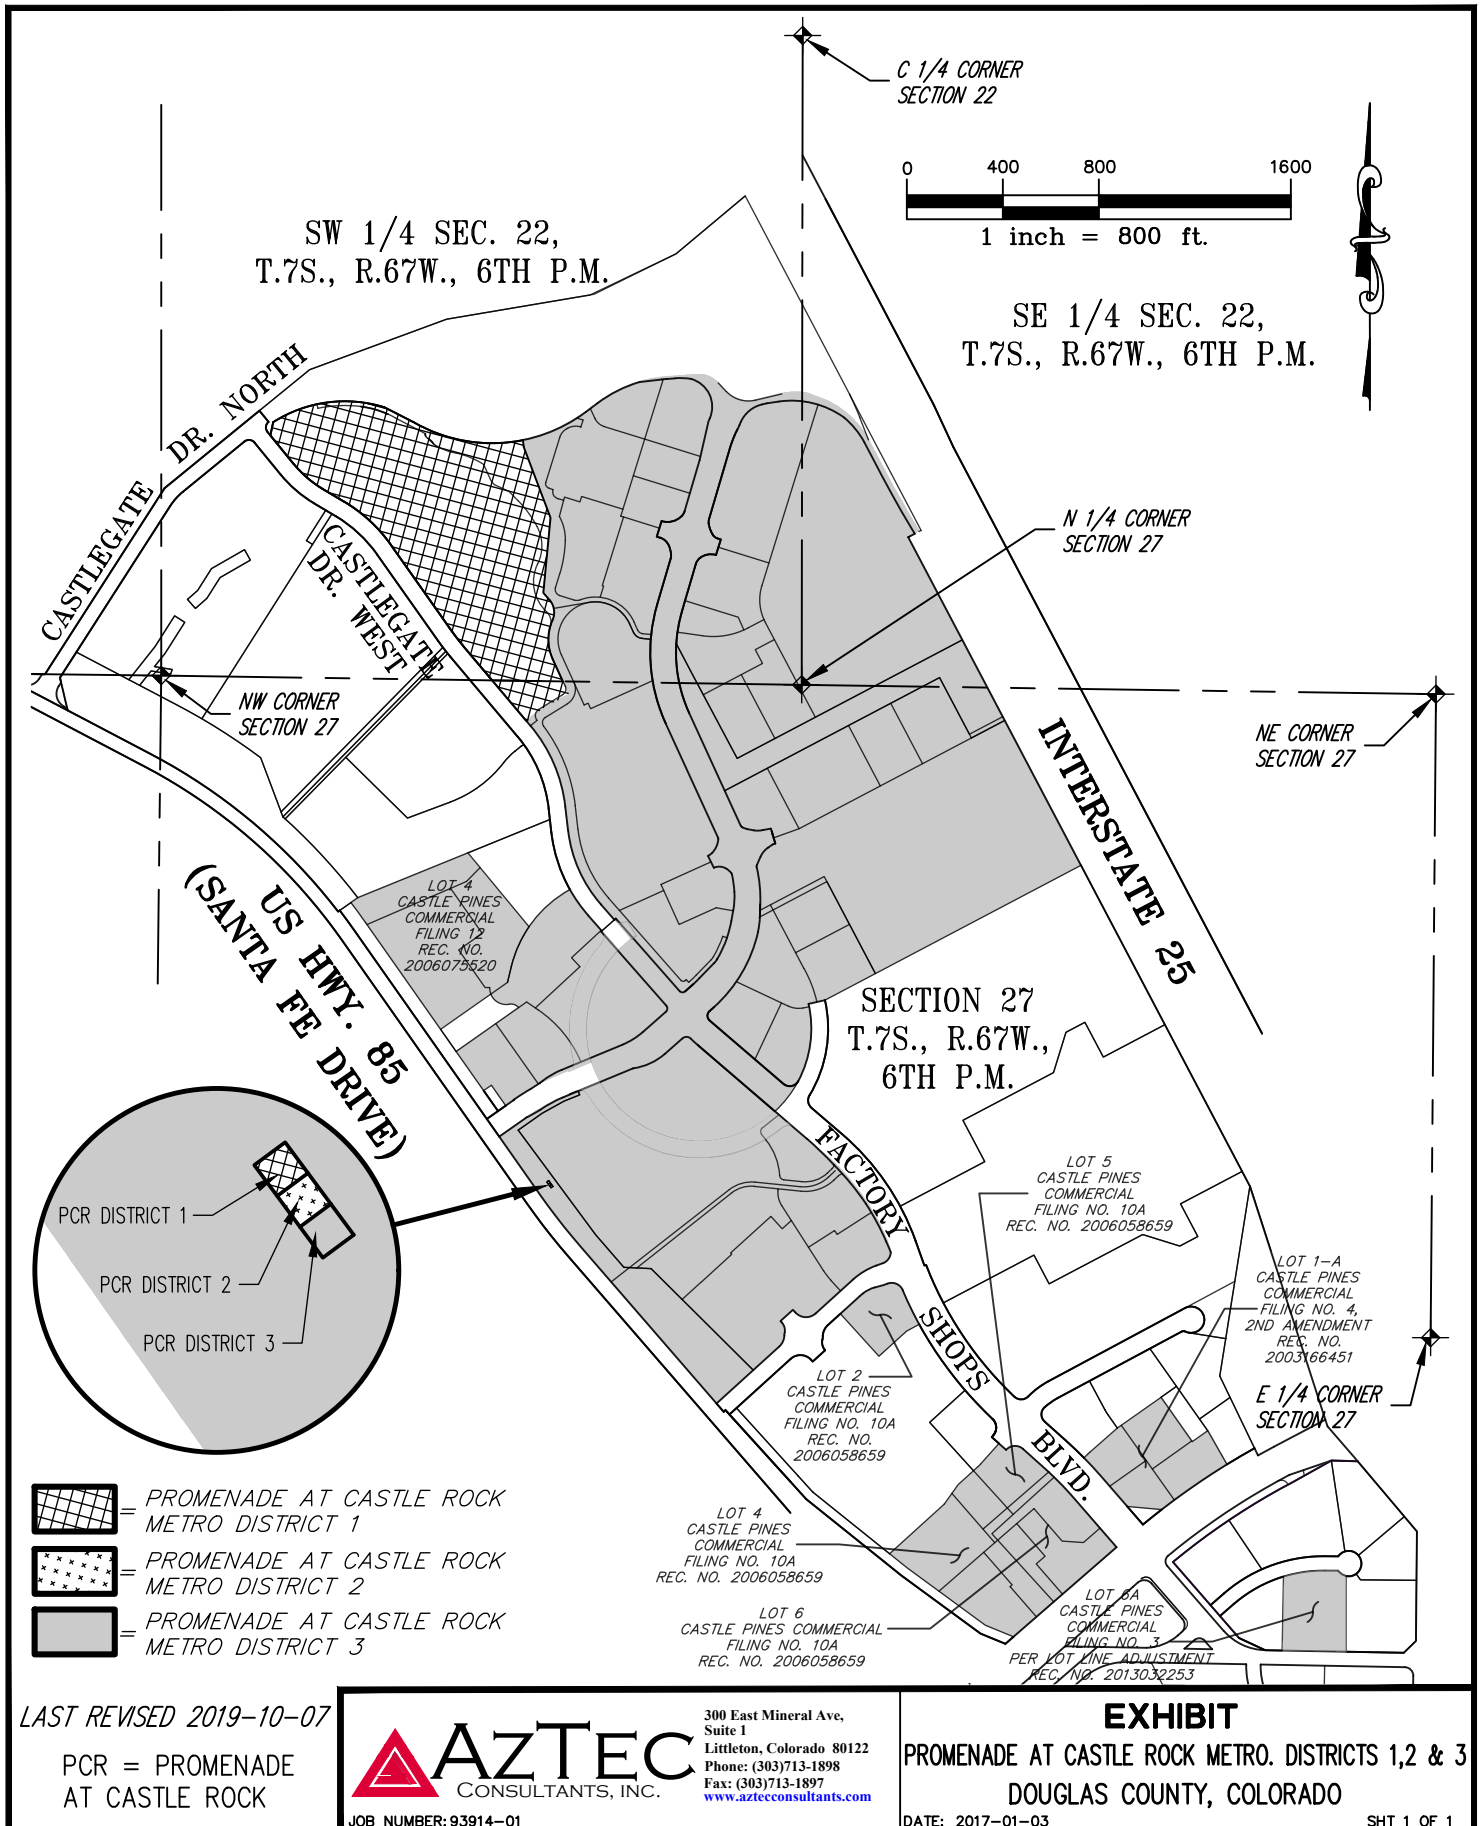 C 1/4 CORNER
SECTION 22
0 400 800 1600
1 inch = 800 ft.
SW 1/4 SEC. 22,
T.7S., R.67W., 6TH P.M.
SE 1/4 SEC. 22,
T.7S., R.67W., 6TH P.M.
CASTLEGATE DR. NORTH
CASTLEGATE
DR. WEST
N 1/4 CORNER
SECTION 27
NW CORNER
SECTION 27
NE CORNER
SECTION 27
INTERSTATE 25
US HWY. 85
(SANTA FE DRIVE)
LOT 4
CASTLE PINES
COMMERCIAL
FILING 12
REC. NO.
2006075520
SECTION 27
T.7S., R.67W.,
6TH P.M.
FACTORY SHOPS BLVD.
PCR DISTRICT 1
PCR DISTRICT 2
PCR DISTRICT 3
LOT 5
CASTLE PINES
COMMERCIAL
FILING NO. 10A
REC. NO. 2006058659
LOT 1-A
CASTLE PINES
COMMERCIAL
FILING NO. 4,
2ND AMENDMENT
REC. NO.
2003166451
E 1/4 CORNER
SECTION 27
LOT 2
CASTLE PINES
COMMERCIAL
FILING NO. 10A
REC. NO.
2006058659
LOT 4
CASTLE PINES
COMMERCIAL
FILING NO. 10A
REC. NO. 2006058659
LOT 6
CASTLE PINES COMMERCIAL
FILING NO. 10A
REC. NO. 2006058659
LOT 6A
CASTLE PINES
COMMERCIAL
FILING NO. 3
PER LOT LINE ADJUSTMENT
REC. NO. 2013032253
= PROMENADE AT CASTLE ROCK
METRO DISTRICT 1
= PROMENADE AT CASTLE ROCK
METRO DISTRICT 2
= PROMENADE AT CASTLE ROCK
METRO DISTRICT 3
LAST REVISED 2019-10-07
PCR = PROMENADE
AT CASTLE ROCK
AZTEC
CONSULTANTS, INC.
300 East Mineral Ave,
Suite 1
Littleton, Colorado 80122
Phone: (303)713-1898
Fax: (303)713-1897
www.aztecconsultants.com
JOB NUMBER: 93914-01
EXHIBIT
PROMENADE AT CASTLE ROCK METRO. DISTRICTS 1,2 & 3
DOUGLAS COUNTY, COLORADO
DATE: 2017-01-03
SHT 1 OF 1